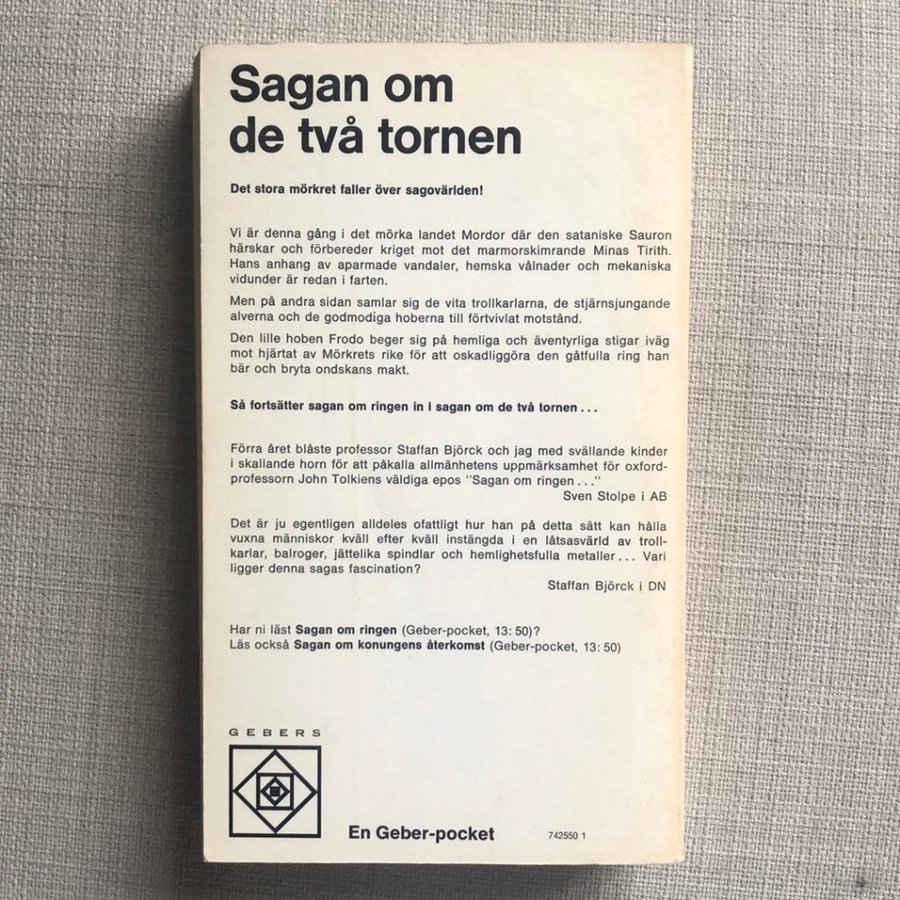 Sagan om
de två tornen
Det stora mörkret faller över sagovärlden!
Vi är denna gång i det mörka landet Mordor där den sataniske Sauron
härskar och förbereder kriget mot det marmorskimrande Minas Tirith.
Hans anhang av aparmade vandaler, hemska vålnader och mekaniska
vidunder är redan i farten.
Men på andra sidan samlar sig de vita trollkarlarna, de stjärnsjungande
alverna och de godmodiga hoberna till förtvivlat motstånd.
Den lille hoben Frodo beger sig på hemliga och äventyrliga stigar iväg
mot hjärtat av Mörkrets rike för att oskadliggöra den gåtfulla ring han
bär och bryta ondskans makt.
Så fortsätter sagan om ringen in i sagan om de två tornen . . .
Förra året blåste professor Staffan Björck och jag med svällande kinder
i skallande horn för att påkalla allmänhetens uppmärksamhet för oxford-
professorn John Tolkiens väldiga epos "Sagan om ringen . . ."
Sven Stolpe i AB
Det är ju egentligen alldeles ofattligt hur han på detta sätt kan hålla
vuxna människor kväll efter kväll instängda i en låtsasvärld av troll-
karlar, balroger, jättelika spindlar och hemlighetsfulla metaller . . . Vari
ligger denna sagas fascination?
Staffan Björck i DN
Har ni läst Sagan om ringen (Geber-pocket, 13: 50)?
Läs också Sagan om konungens återkomst (Geber-pocket, 13: 50)
GEBERS
En Geber-pocket
742550 1